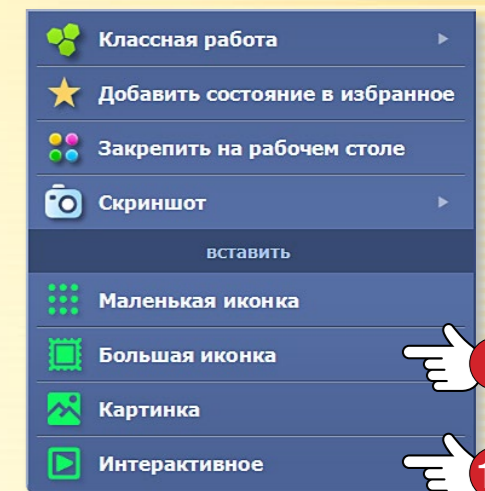 Классная работа
Добавить состояние в избранное
Закрепить на рабочем столе
Скриншот
вставить
Маленькая иконка
Большая иконка
Картинка
Интерактивное